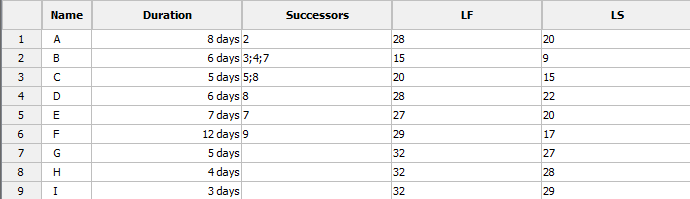 Name Duration Successors LF LS
1 A 8 days 2 28 20
2 B 6 days 3;4;7 15 9
3 C 5 days 5;8 20 15
4 D 6 days 8 28 22
5 E 7 days 7 27 20
6 F 12 days 9 29 17
7 G 5 days 32 27
8 H 4 days 32 28
9 I 3 days 32 29